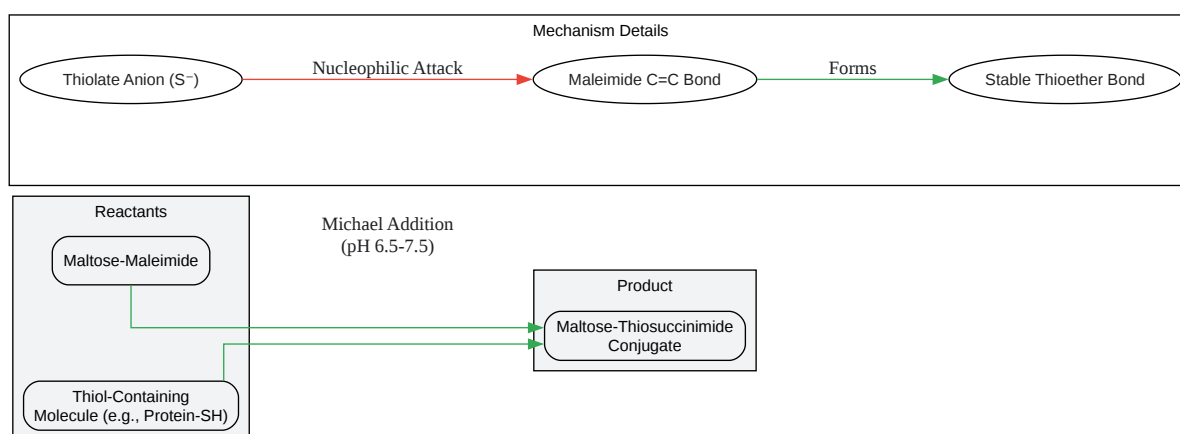 Mechanism Details
Thiolate Anion (S⁻)
Nucleophilic Attack
Maleimide C=C Bond
Forms
Stable Thioether Bond
Reactants
Maltose-Maleimide
Michael Addition
(pH 6.5-7.5)
Product
Maltose-Thiosuccinimide
Conjugate
Thiol-Containing
Molecule (e.g., Protein-SH)